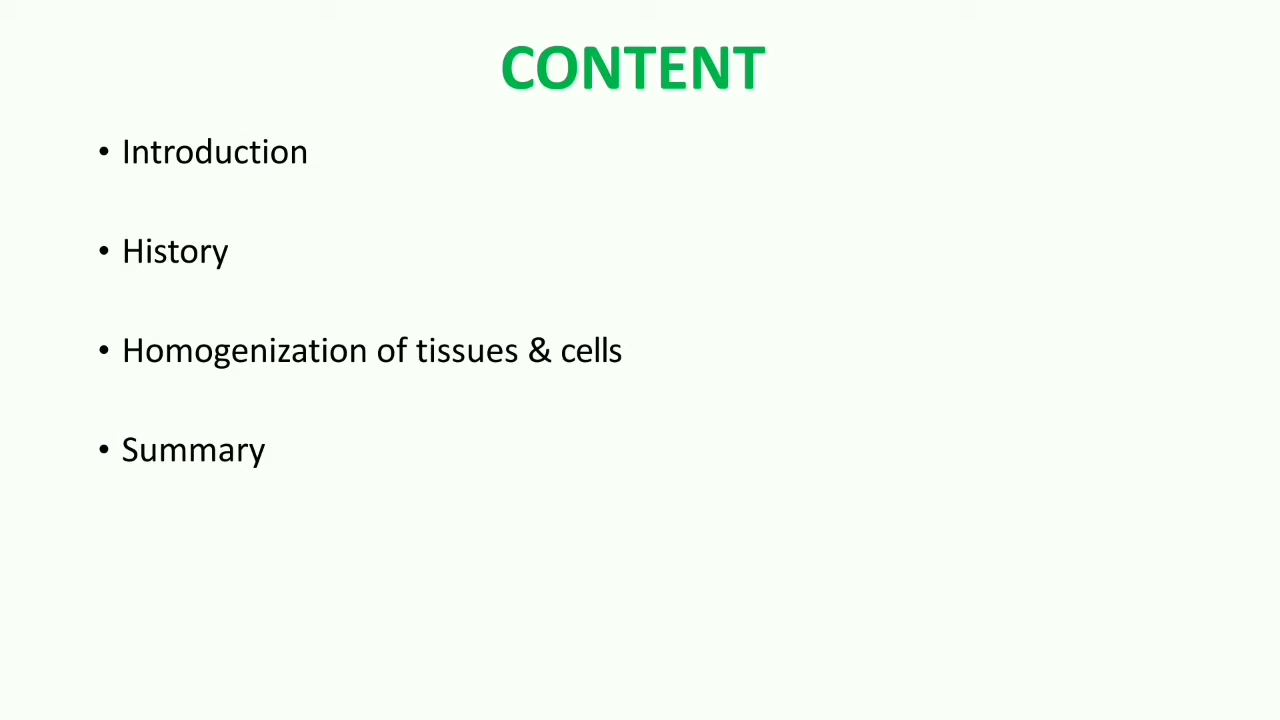 CONTENT
• Introduction
• History
• Homogenization of tissues & cells
• Summary